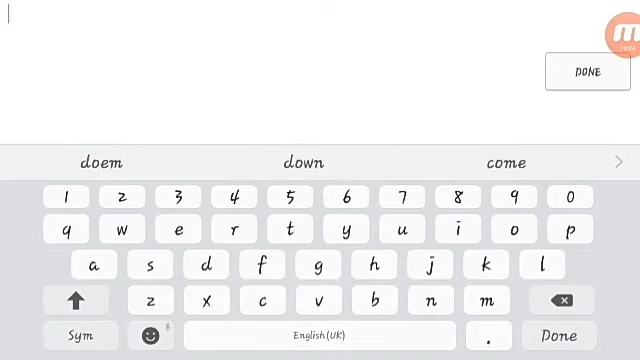 DONE
doem down come
1 2 3 4 5 6 7 8 9 0
q w e r t y u i o p
a s d f g h j k l
z x c v b n m
Sym English(UK) . Done